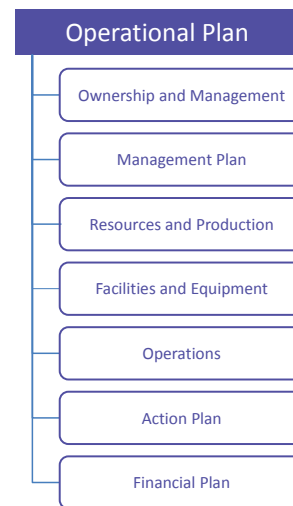 Operational Plan
Ownership and Management
Management Plan
Resources and Production
Facilities and Equipment
Operations
Action Plan
Financial Plan